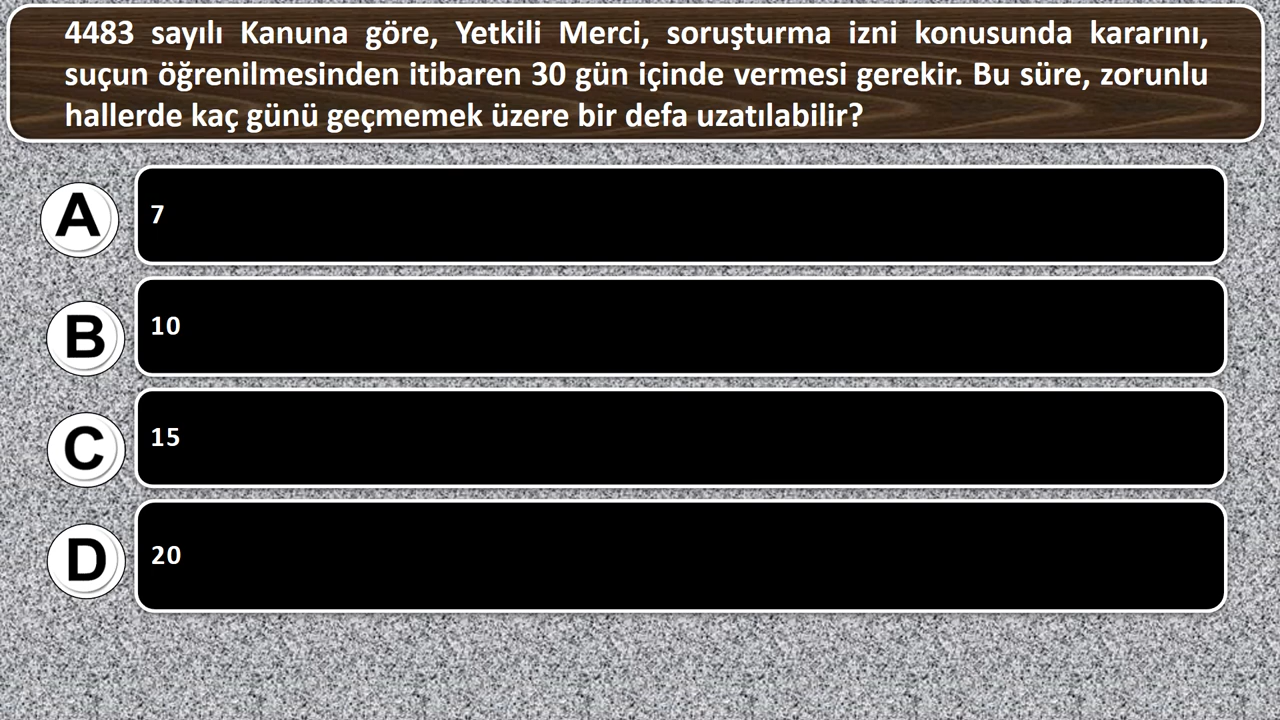 4483 sayılı Kanuna göre, Yetkili Merci, soruşturma izni konusunda kararını,
suçun öğrenilmesinden itibaren 30 gün içinde vermesi gerekir. Bu süre, zorunlu
hallerde kaç günü geçmemek üzere bir defa uzatılabilir?
A 7
B 10
C 15
D 20